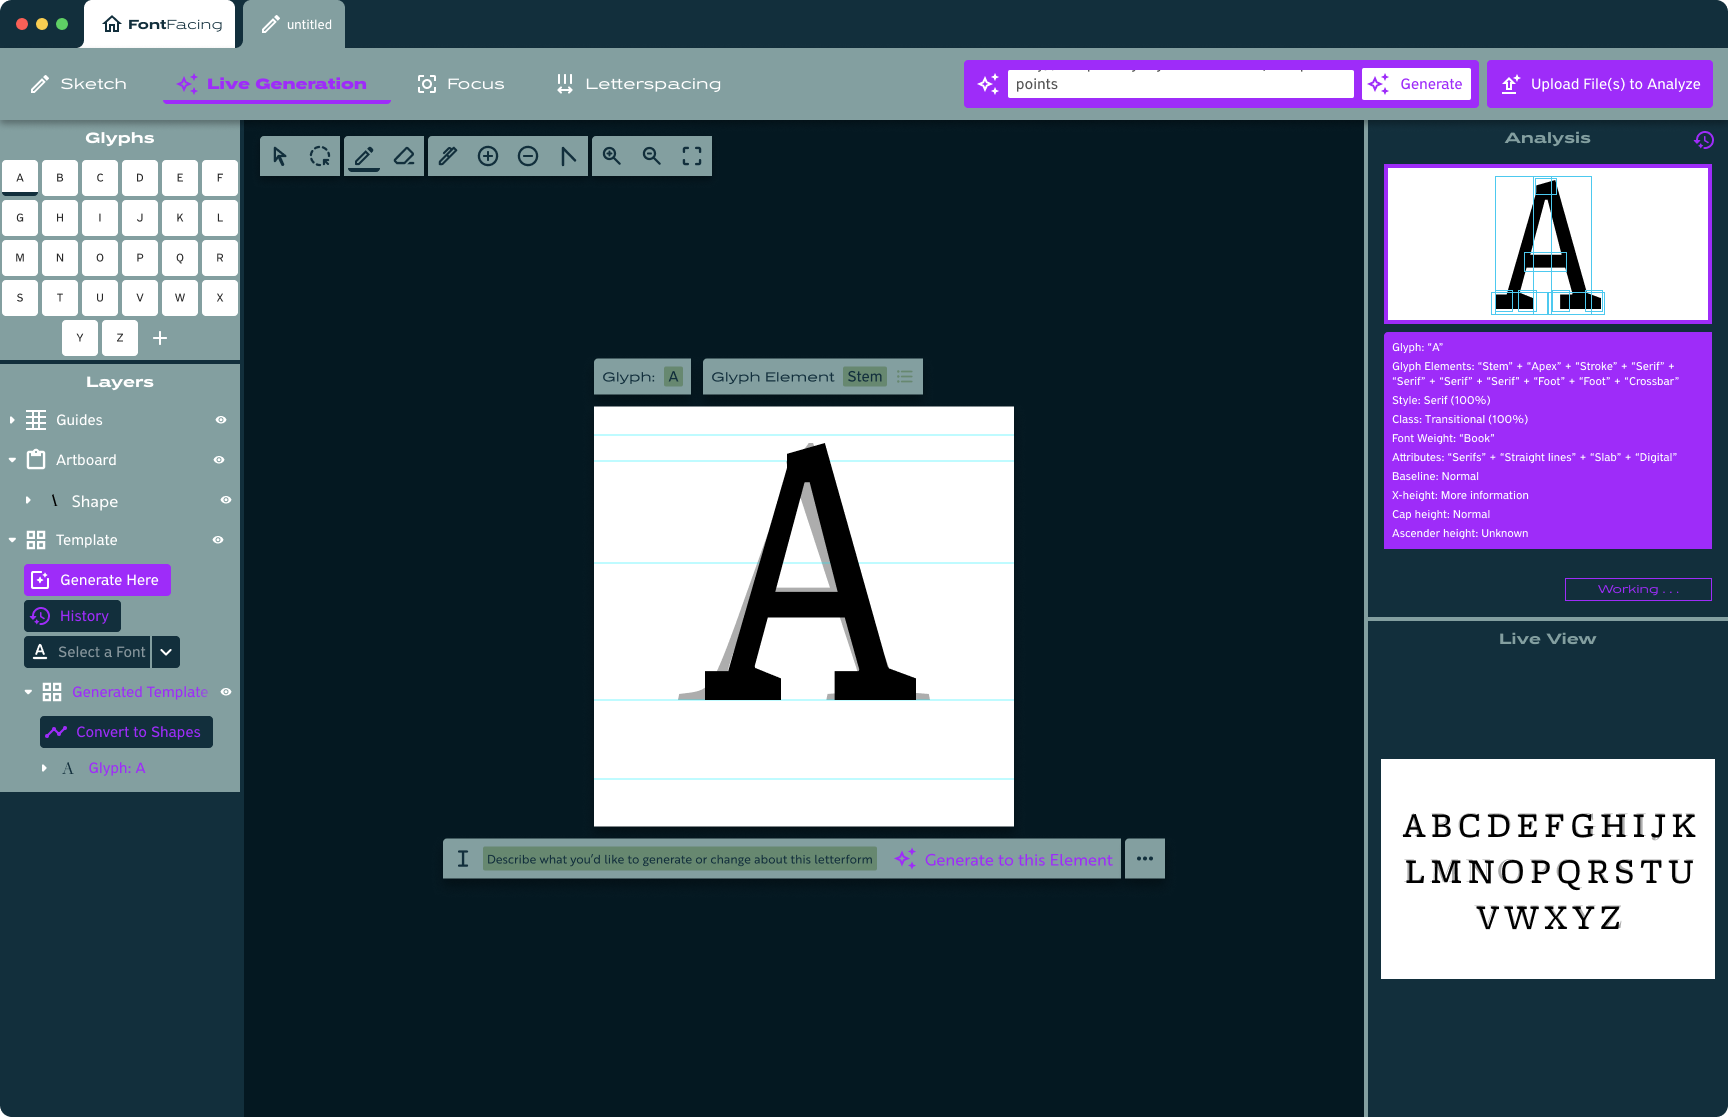 FontFacing
untitled
Sketch
Live Generation
Focus
Letterspacing
points
Generate
Upload File(s) to Analyze
Glyphs
A B C D E F
G H I J K L
M N O P Q R
S T U V W X
Y Z
Layers
Guides
Artboard
Shape
Template
Generate Here
History
A Select a Font
Generated Template
Convert to Shapes
A Glyph: A
Glyph: A
Glyph Element Stem
A
Describe what you'd like to generate or change about this letterform
Generate to this Element
Analysis
A
Glyph: "A"
Glyph Elements: "Stem" + "Apex" + "Stroke" + "Serif" +
"Serif" + "Serif" + "Serif" + "Foot" + "Foot" + "Crossbar"
Style: Serif (100%)
Class: Transitional (100%)
Font Weight: "Book"
Attributes: "Serifs" + "Straight lines" + "Slab" + "Digital"
Baseline: Normal
X-height: More information
Cap height: Normal
Ascender height: Unknown
Working . . .
Live View
ABCDEFGHIJK
LMNOPQRSTU
VWXYZ